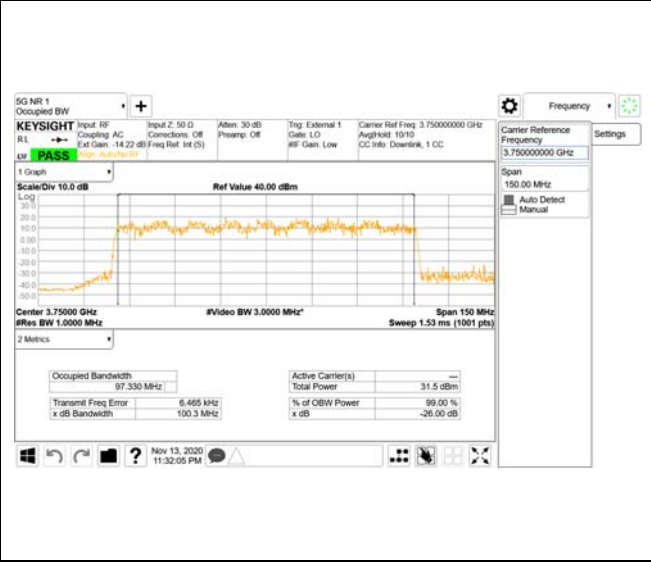 5G NR 1
Occupied BW
Frequency
KEYSIGHT
R L
PASS
Input: RF
Coupling: AC
Ext Gain: -14.22 dB
Align: Auto/No RF
Input Z: 50 Ω
Corrections: Off
Freq Ref: Int (S)
Atten: 30 dB
Preamp: Off
Trig: External 1
Gate: LO
#IF Gain: Low
Carrier Ref Freq: 3.750000000 GHz
Avg|Hold: 10/10
CC Info: Downlink, 1 CC
Carrier Reference
Frequency
3.750000000 GHz
Settings
Span
150.00 MHz
Auto Detect
Manual
1 Graph
Scale/Div 10.0 dB
Ref Value 40.00 dBm
Log
30.0
20.0
10.0
0.00
-10.0
-20.0
-30.0
-40.0
-50.0
Center 3.75000 GHz
#Video BW 3.0000 MHz*
Span 150 MHz
#Res BW 1.0000 MHz
Sweep 1.53 ms (1001 pts)
2 Metrics
Occupied Bandwidth
97.330 MHz
Transmit Freq Error 6.465 kHz
x dB Bandwidth 100.3 MHz
Active Carrier(s) ---
Total Power 31.5 dBm
% of OBW Power 99.00 %
x dB -26.00 dB
?
Nov 13, 2020
11:32:05 PM